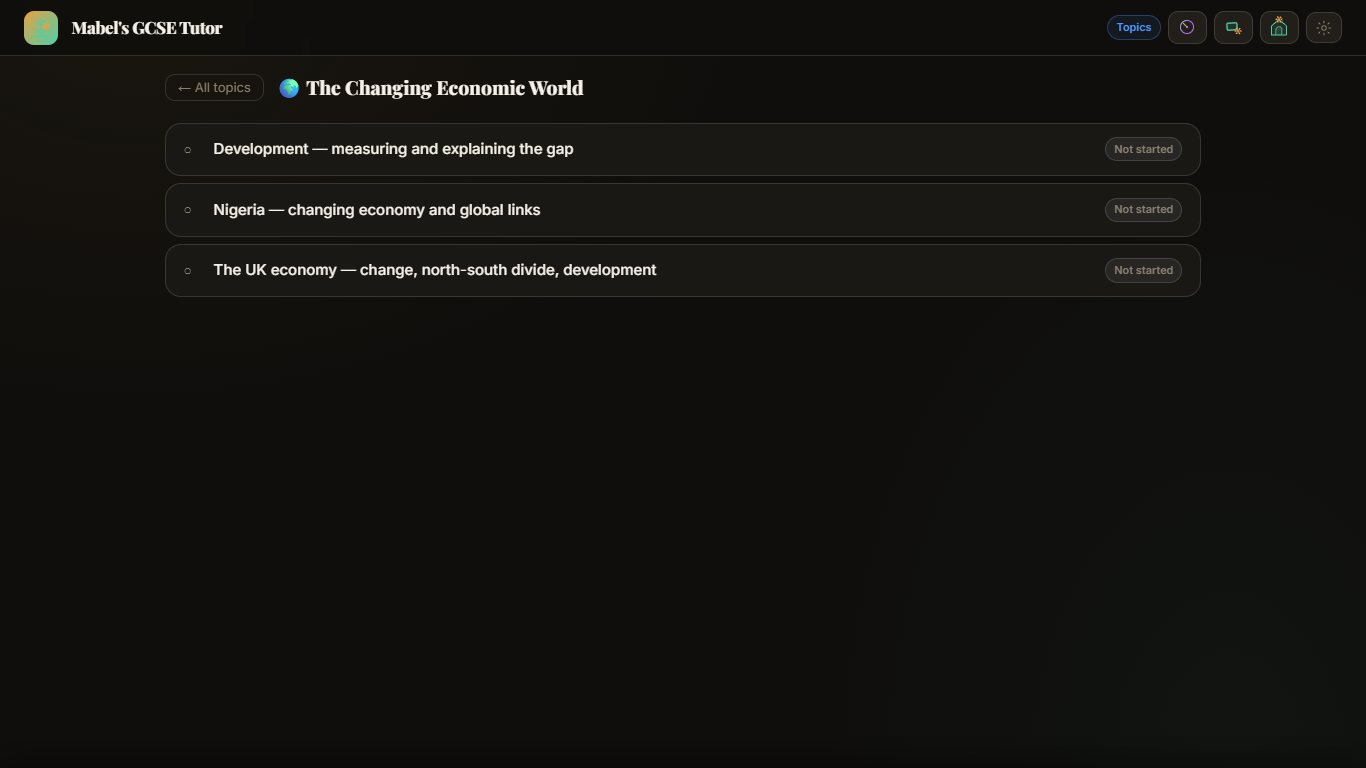 Mabel's GCSE Tutor
Topics
← All topics
🌍 The Changing Economic World
○ Development — measuring and explaining the gap Not started
○ Nigeria — changing economy and global links Not started
○ The UK economy — change, north-south divide, development Not started